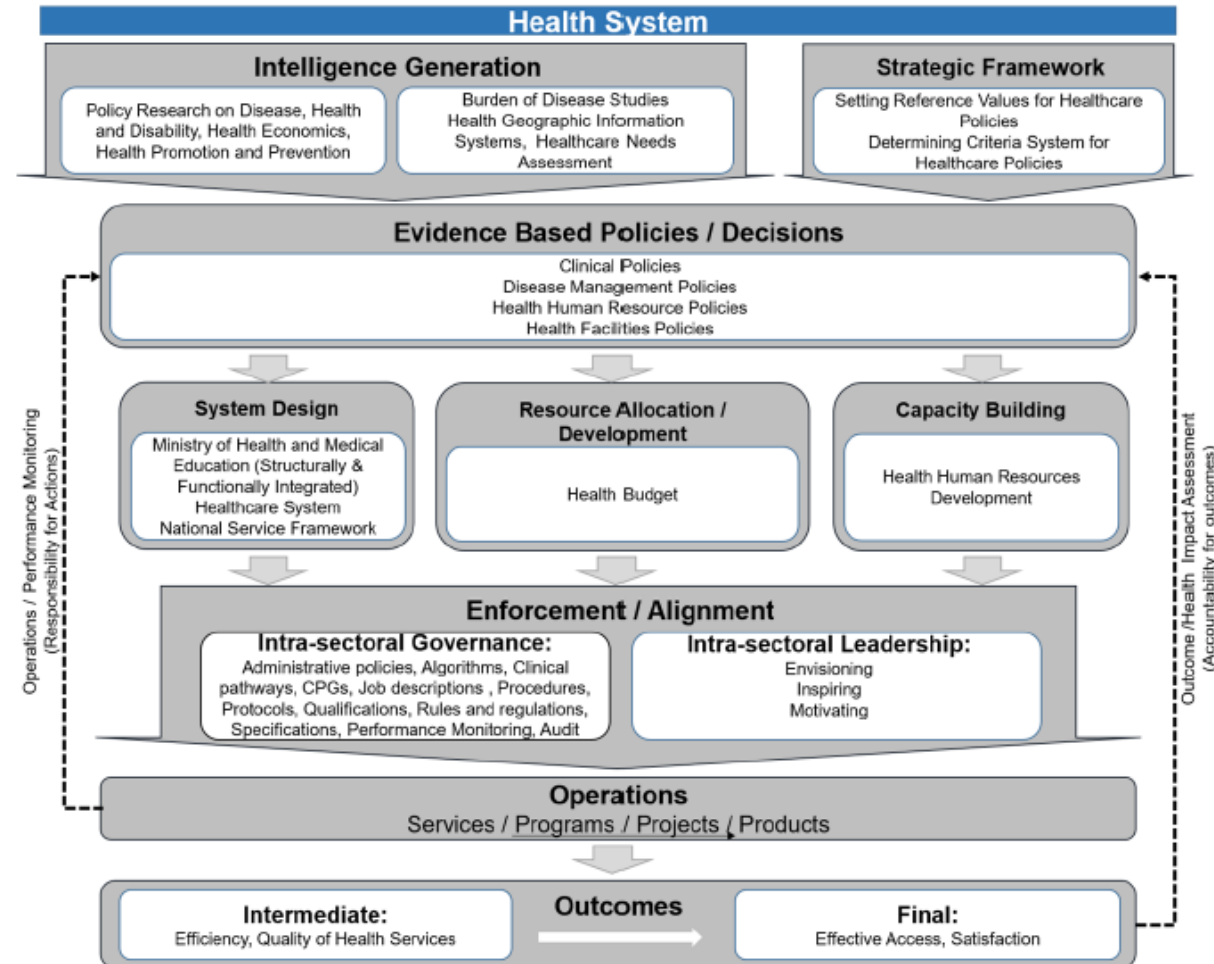 Health System
Intelligence Generation
Policy Research on Disease, Health
and Disability, Health Economics,
Health Promotion and Prevention
Burden of Disease Studies
Health Geographic Information
Systems, Healthcare Needs
Assessment
Strategic Framework
Setting Reference Values for Healthcare
Policies
Determining Criteria System for
Healthcare Policies
Evidence Based Policies / Decisions
Clinical Policies
Disease Management Policies
Health Human Resource Policies
Health Facilities Policies
System Design
Ministry of Health and Medical
Education (Structurally &
Functionally Integrated)
Healthcare System
National Service Framework
Resource Allocation /
Development
Health Budget
Capacity Building
Health Human Resources
Development
Operations / Performance Monitoring
(Responsibility for Actions)
Outcome /Health Impact Assessment
(Accountability for outcomes)
Enforcement / Alignment
Intra-sectoral Governance:
Administrative policies, Algorithms, Clinical
pathways, CPGs, Job descriptions , Procedures,
Protocols, Qualifications, Rules and regulations,
Specifications, Performance Monitoring, Audit
Intra-sectoral Leadership:
Envisioning
Inspiring
Motivating
Operations
Services / Programs / Projects / Products
Outcomes
Intermediate:
Efficiency, Quality of Health Services
Final:
Effective Access, Satisfaction